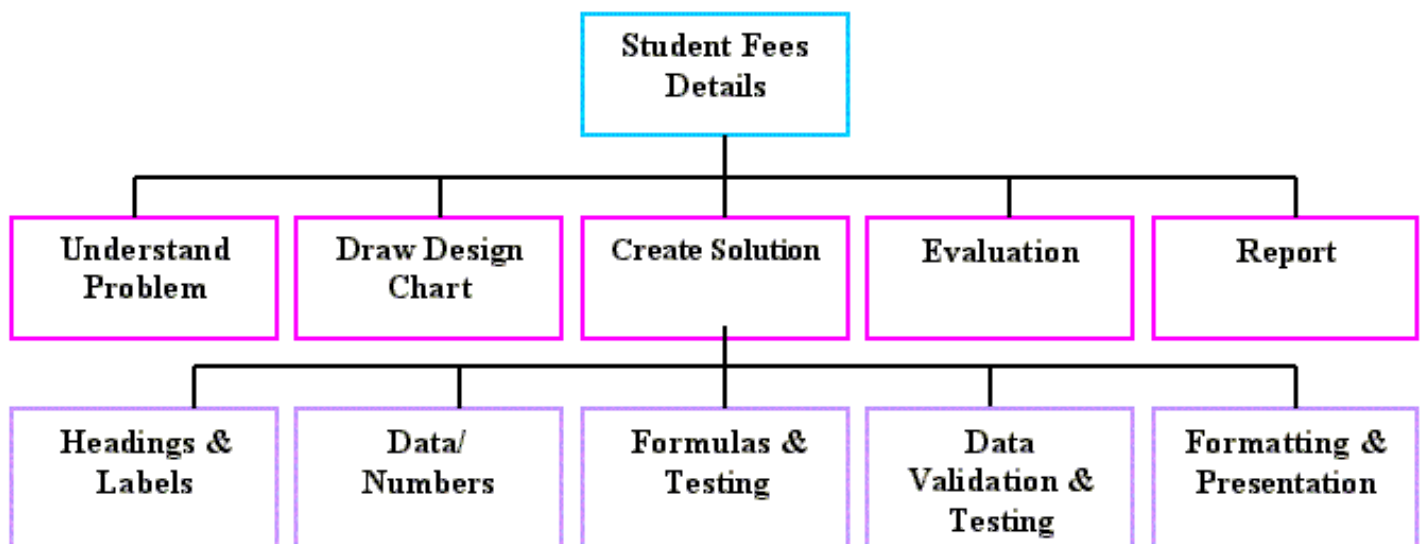 Student Fees
Details
Understand
Problem
Draw Design
Chart
Create Solution
Evaluation
Report
Headings &
Labels
Data/
Numbers
Formulas &
Testing
Data
Validation &
Testing
Formatting &
Presentation